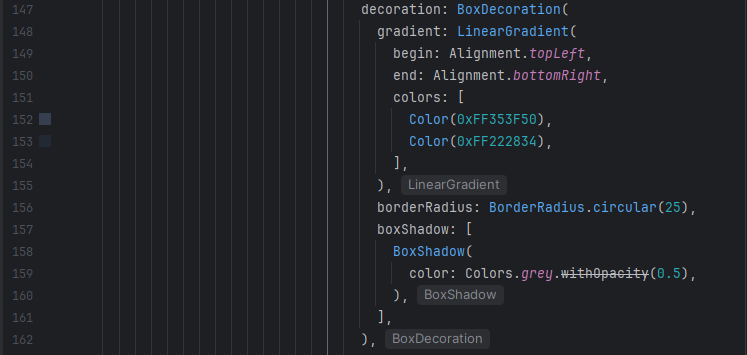 147 decoration: BoxDecoration(
148 gradient: LinearGradient(
149 begin: Alignment.topLeft,
150 end: Alignment.bottomRight,
151 colors: [
152 Color(0xFF353F50),
153 Color(0xFF222834),
154 ],
155 ), LinearGradient
156 borderRadius: BorderRadius.circular(25),
157 boxShadow: [
158 BoxShadow(
159 color: Colors.grey.withOpacity(0.5),
160 ), BoxShadow
161 ],
162 ), BoxDecoration